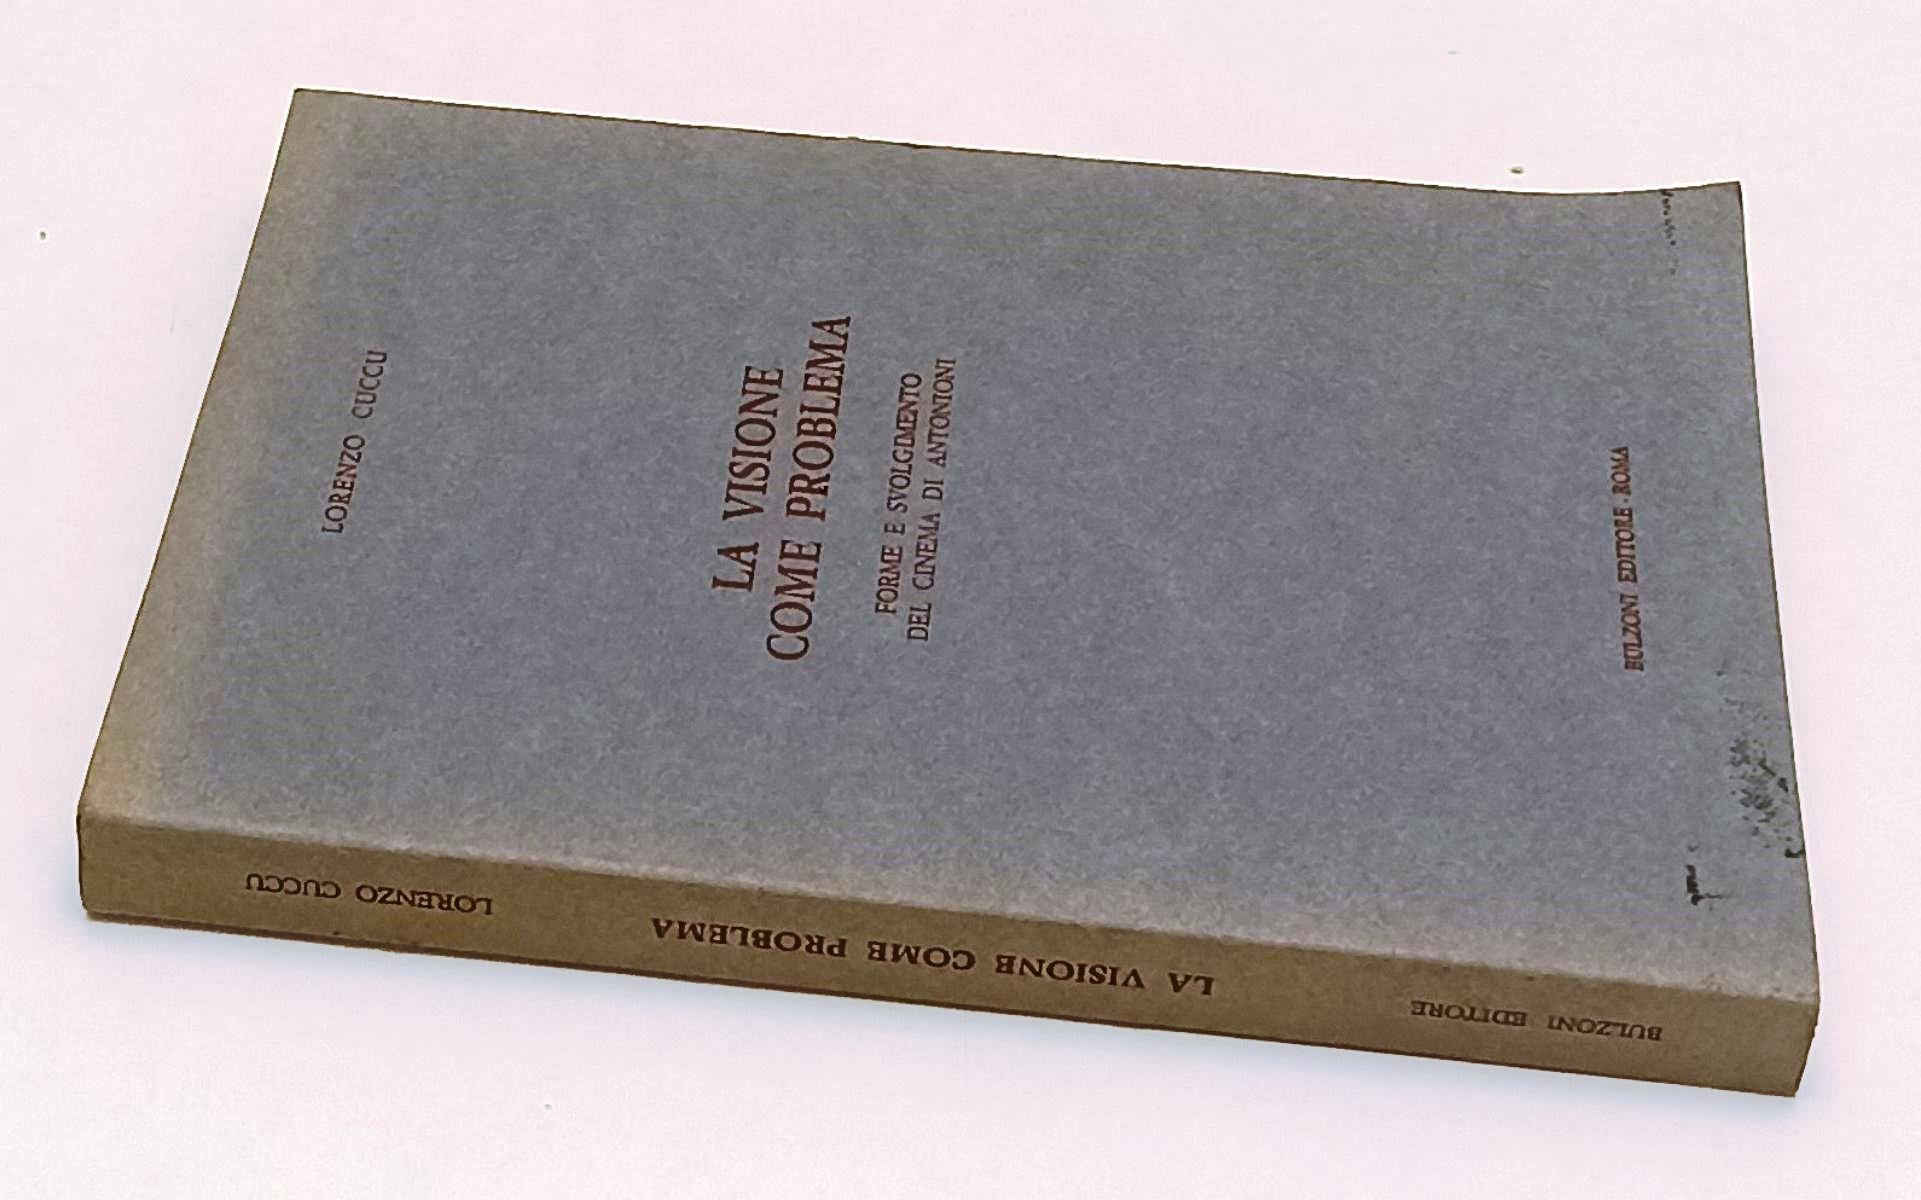 LORENZO CUCCU
LA VISIONE
COME PROBLEMA
FORME E SVOLGIMENTO
DEL CINEMA DI ANTONIONI
BULZONI EDITORE - ROMA
BULZONI EDITORE
LA VISIONE COME PROBLEMA
LORENZO CUCCU